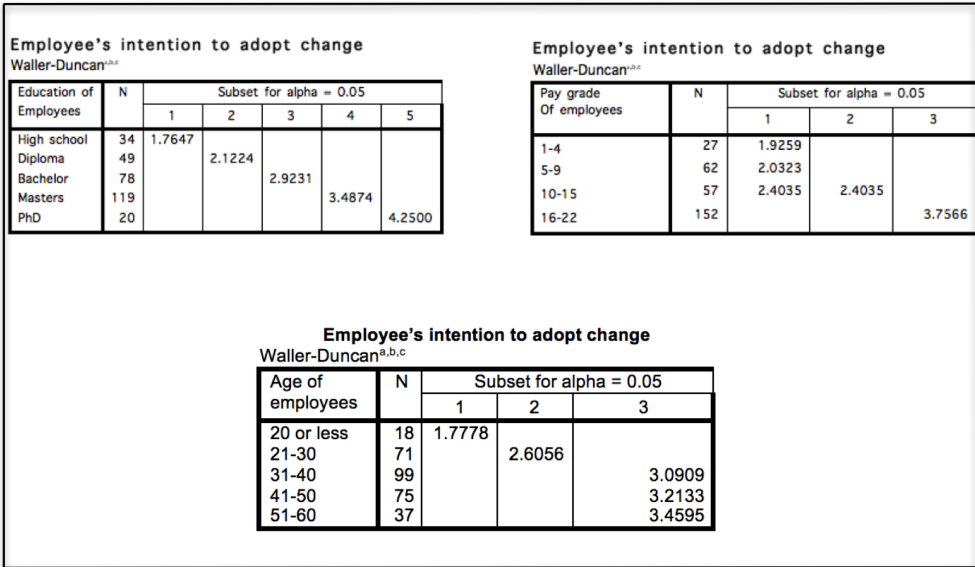 Employee's intention to adopt change
Waller-Duncan a,b,c
Education of Employees N Subset for alpha = 0.05
1 2 3 4 5
High school 34 1.7647
Diploma 49 2.1224
Bachelor 78 2.9231
Masters 119 3.4874
PhD 20 4.2500
Employee's intention to adopt change
Waller-Duncan a,b,c
Pay grade Of employees N Subset for alpha = 0.05
1 2 3
1-4 27 1.9259
5-9 62 2.0323
10-15 57 2.4035 2.4035
16-22 152 3.7566
Employee's intention to adopt change
Waller-Duncan a,b,c
Age of employees N Subset for alpha = 0.05
1 2 3
20 or less 18 1.7778
21-30 71 2.6056
31-40 99 3.0909
41-50 75 3.2133
51-60 37 3.4595